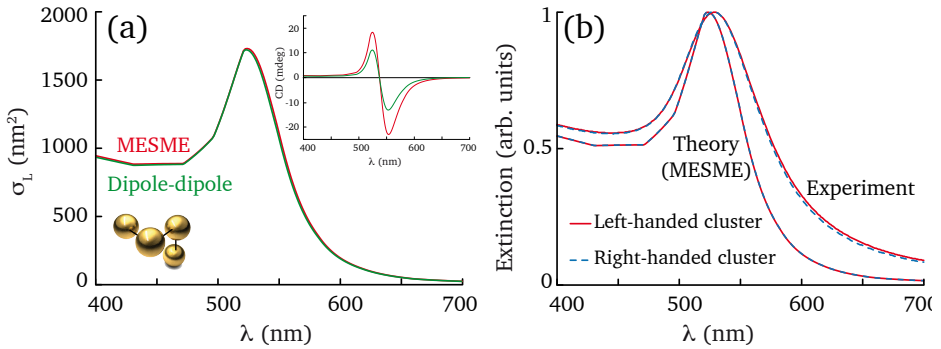 (a)
2000
1500
1000
500
0
σL (nm²)
400
500
600
700
λ (nm)
MESME
Dipole-dipole
20
10
0
-10
-20
CD (mdeg)
400
500
600
700
λ (nm)
(b)
1
0.5
0
Extinction (arb. units)
400
500
600
700
λ (nm)
Theory
(MESME)
Experiment
Left-handed cluster
Right-handed cluster